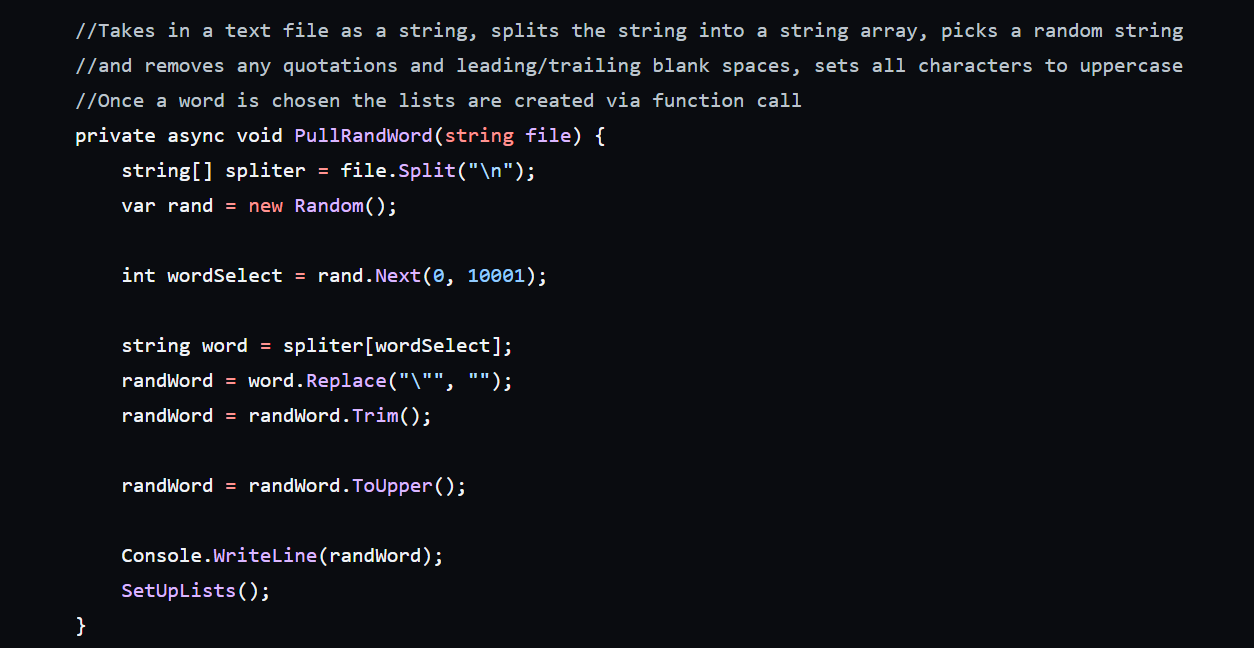 //Takes in a text file as a string, splits the string into a string array, picks a random string
//and removes any quotations and leading/trailing blank spaces, sets all characters to uppercase
//Once a word is chosen the lists are created via function call
private async void PullRandWord(string file) {
    string[] spliter = file.Split("\n");
    var rand = new Random();

    int wordSelect = rand.Next(0, 10001);

    string word = spliter[wordSelect];
    randWord = word.Replace("\"", "");
    randWord = randWord.Trim();

    randWord = randWord.ToUpper();

    Console.WriteLine(randWord);
    SetUpLists();
}